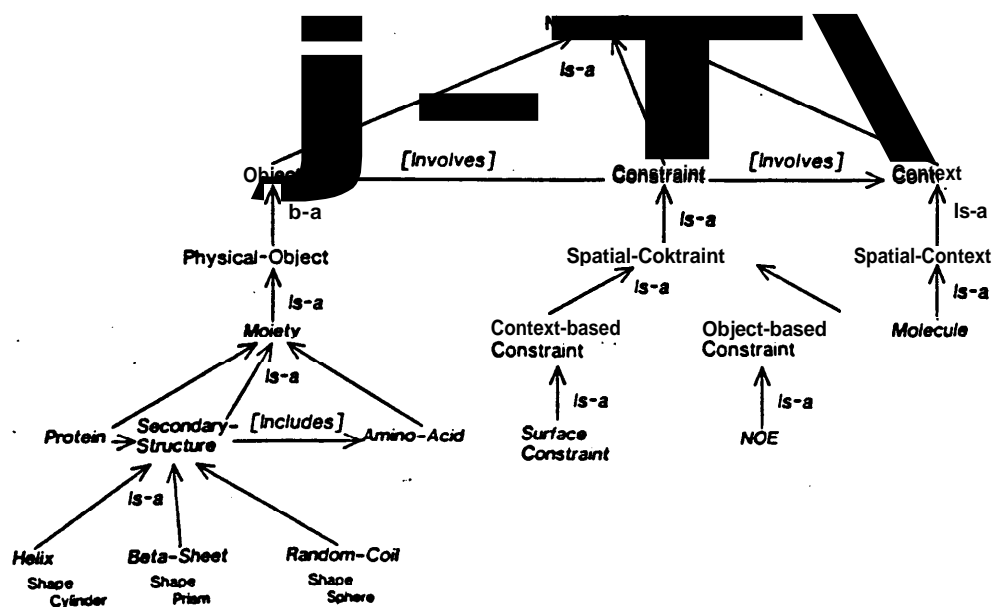 Is-a
[Involves]
[Involves]
Object
Constraint
Context
b-a
Is-a
Is-a
Physical-Object
Spatial-Coktraint
Spatial-Context
Is-a
Is-a
Is-a
Moiety
Context-based
Constraint
Object-based
Constraint
Molecule
Is-a
Is-a
Is-a
Protein
Secondary-
Structure
[Includes]
Amino-Acid
Surface
Constraint
NOE
Is-a
Helix
Shape
Cylinder
Beta-Sheet
Shape
Prism
Random-Coil
Shape
Sphere